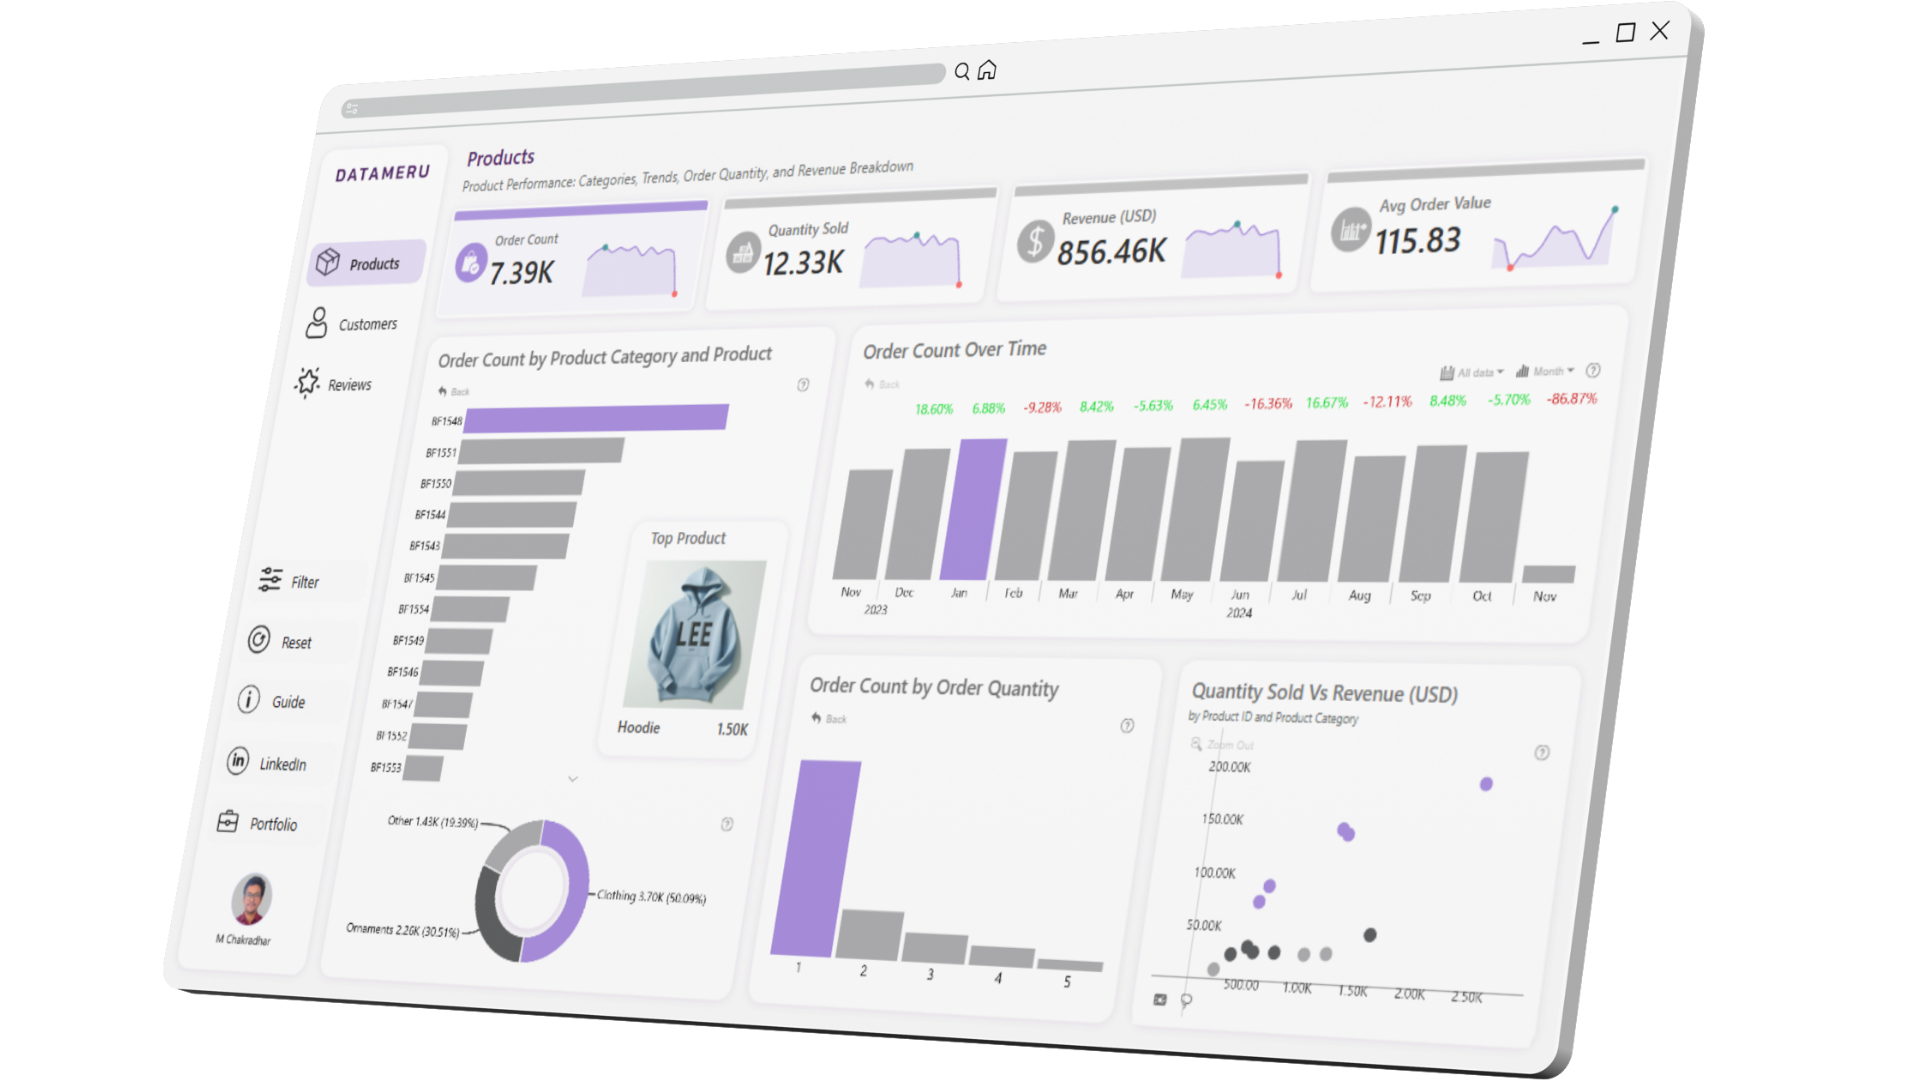 DATAMERU
Products
Customers
Reviews
Filter
Reset
Guide
LinkedIn
Portfolio
M Chakradhar
Products
Product Performance: Categories, Trends, Order Quantity, and Revenue Breakdown
Order Count
7.39K
Quantity Sold
12.33K
Revenue (USD)
856.46K
Avg Order Value
115.83
Order Count by Product Category and Product
Back
BF1548
BF1551
BF1550
BF1544
BF1543
BF1545
BF1554
BF1549
BF1546
BF1547
BF1552
BF1553
Top Product
LEE
Hoodie 1.50K
Other 1.43K (19.39%)
Clothing 3.70K (50.09%)
Ornaments 2.26K (30.51%)
Order Count Over Time
Back
All data Month
18.60% 6.88% -9.28% 8.42% -5.63% 6.45% -16.36% 16.67% -12.11% 8.48% -5.70% -86.87%
Nov Dec Jan Feb Mar Apr May Jun Jul Aug Sep Oct Nov
2023 2024
Order Count by Order Quantity
Back
1 2 3 4 5
Quantity Sold Vs Revenue (USD)
by Product ID and Product Category
Zoom Out
200.00K
150.00K
100.00K
50.00K
500.00 1.00K 1.50K 2.00K 2.50K